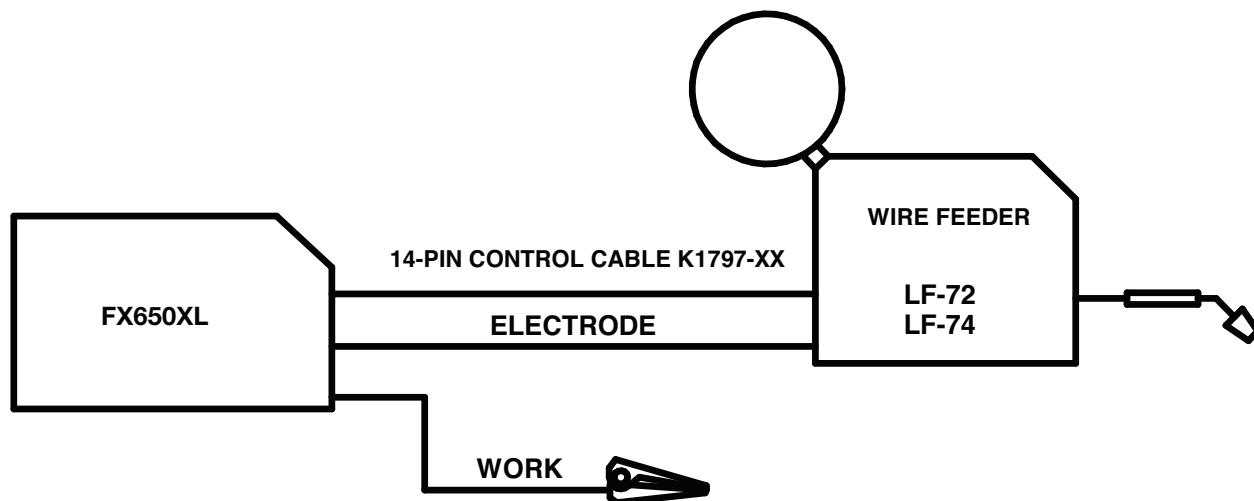 WIRE FEEDER
14-PIN CONTROL CABLE K1797-XX
LF-72
FX650XL
ELECTRODE
LF-74
WORK